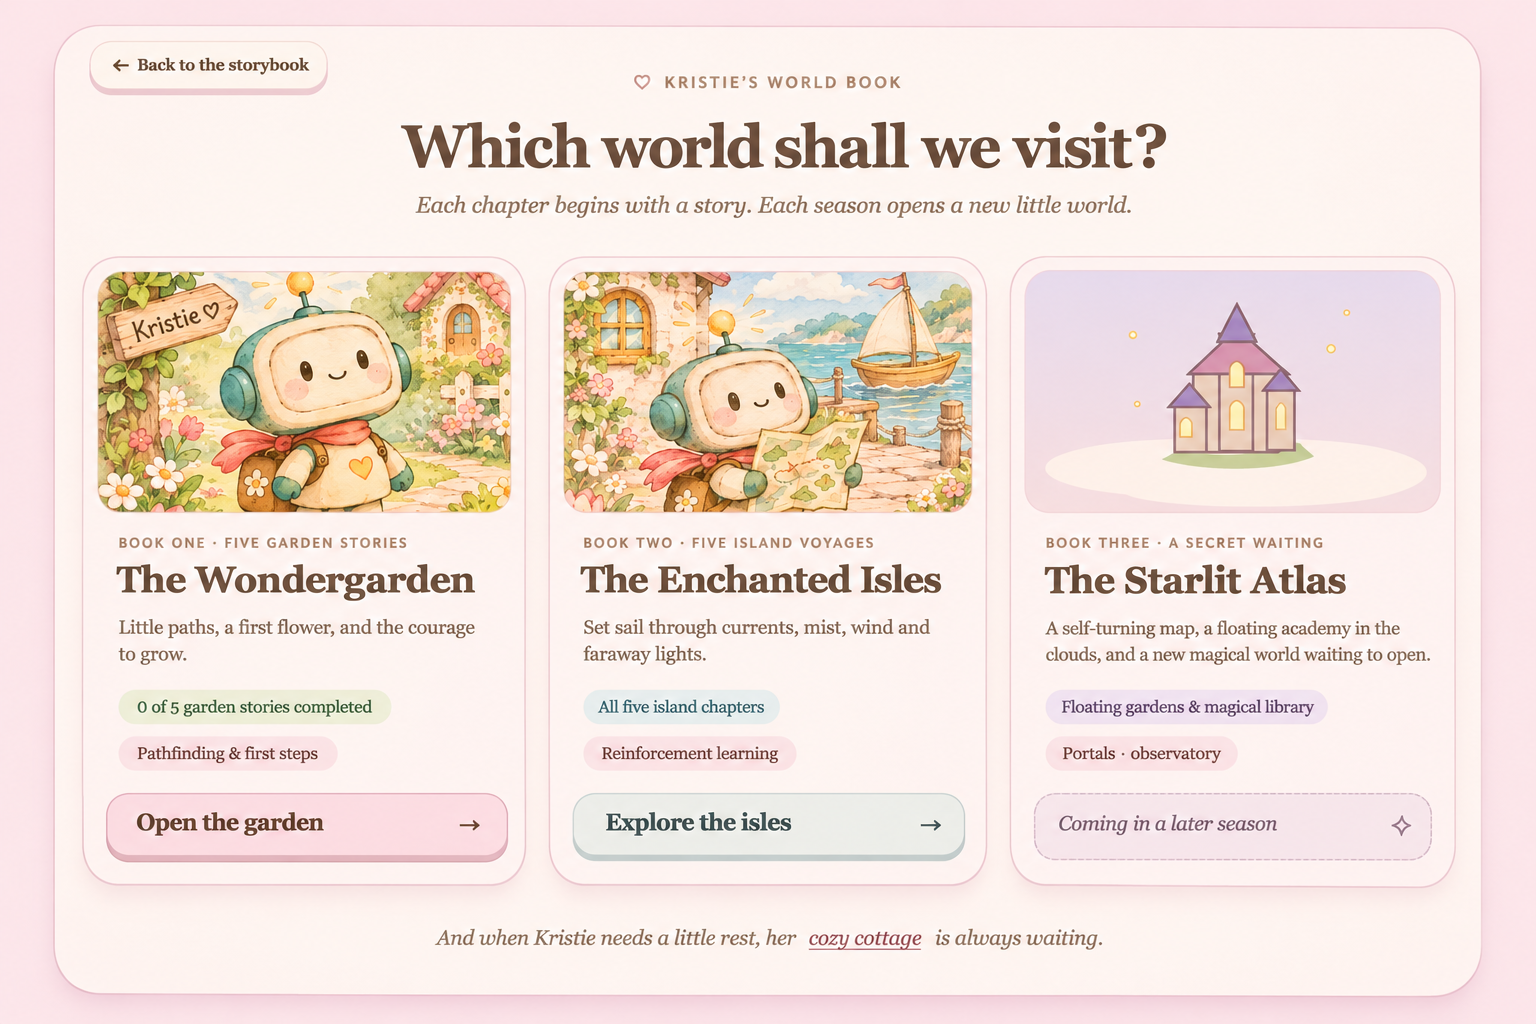 ← Back to the storybook
♡ KRISTIE'S WORLD BOOK
Which world shall we visit?
Each chapter begins with a story. Each season opens a new little world.
Kristie♡
BOOK ONE · FIVE GARDEN STORIES
The Wondergarden
Little paths, a first flower, and the courage
to grow.
0 of 5 garden stories completed
Pathfinding & first steps
Open the garden →
BOOK TWO · FIVE ISLAND VOYAGES
The Enchanted Isles
Set sail through currents, mist, wind and
faraway lights.
All five island chapters
Reinforcement learning
Explore the isles →
BOOK THREE · A SECRET WAITING
The Starlit Atlas
A self-turning map, a floating academy in the
clouds, and a new magical world waiting to open.
Floating gardens & magical library
Portals · observatory
Coming in a later season
And when Kristie needs a little rest, her cozy cottage is always waiting.